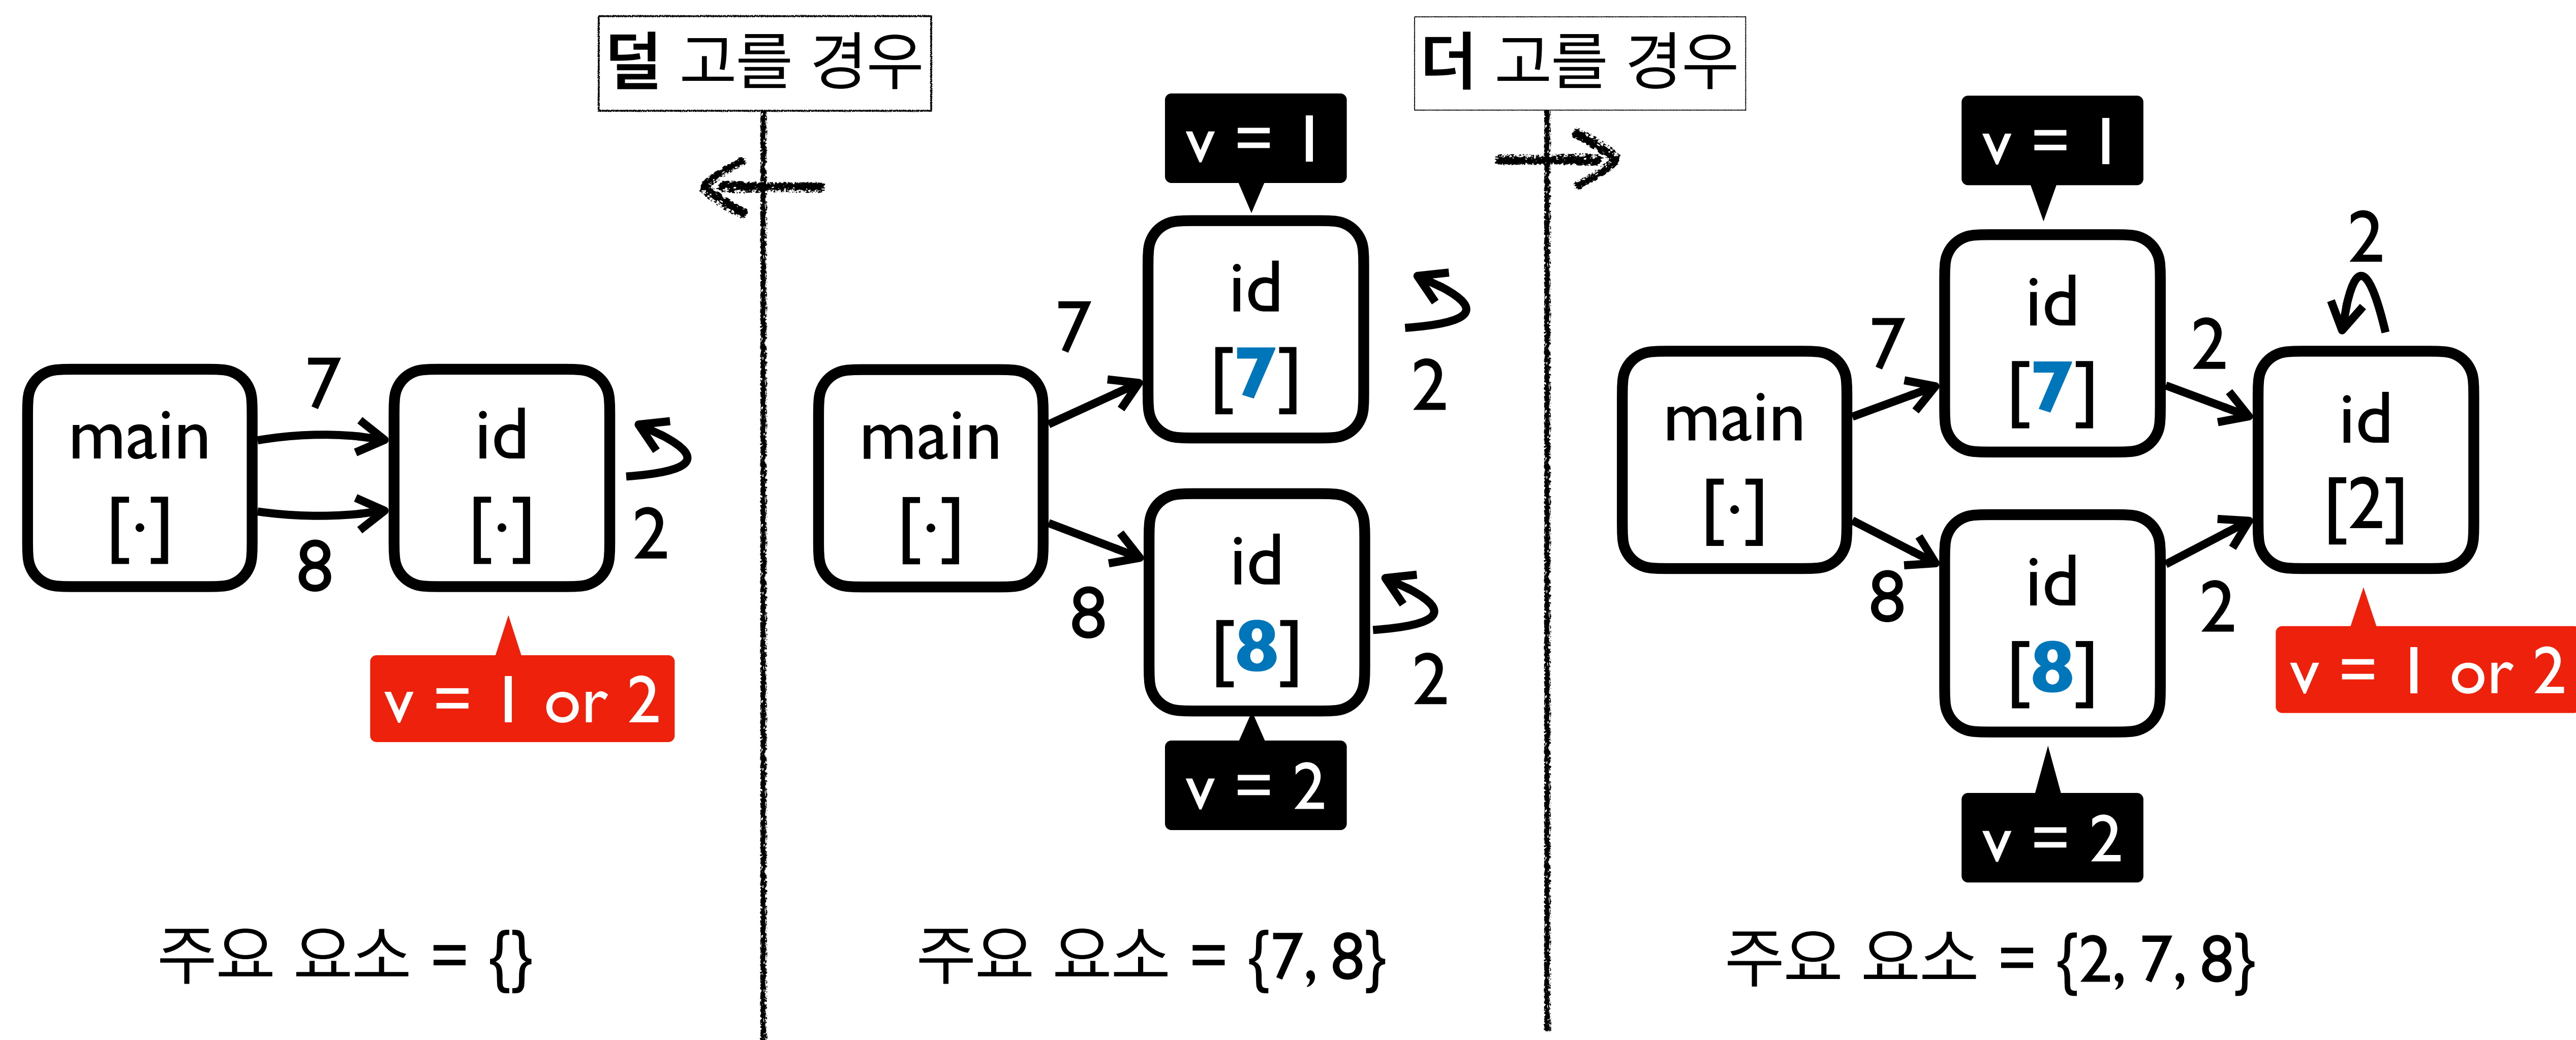 덜 고를 경우
더 고를 경우
main
[·]
7
8
id
[·]
2
v = 1 or 2
주요 요소 = {}
v = 1
main
[·]
7
8
id
[7]
2
id
[8]
2
v = 2
주요 요소 = {7, 8}
v = 1
main
[·]
7
8
id
[7]
2
id
[8]
2
2
id
[2]
v = 1 or 2
v = 2
주요 요소 = {2, 7, 8}